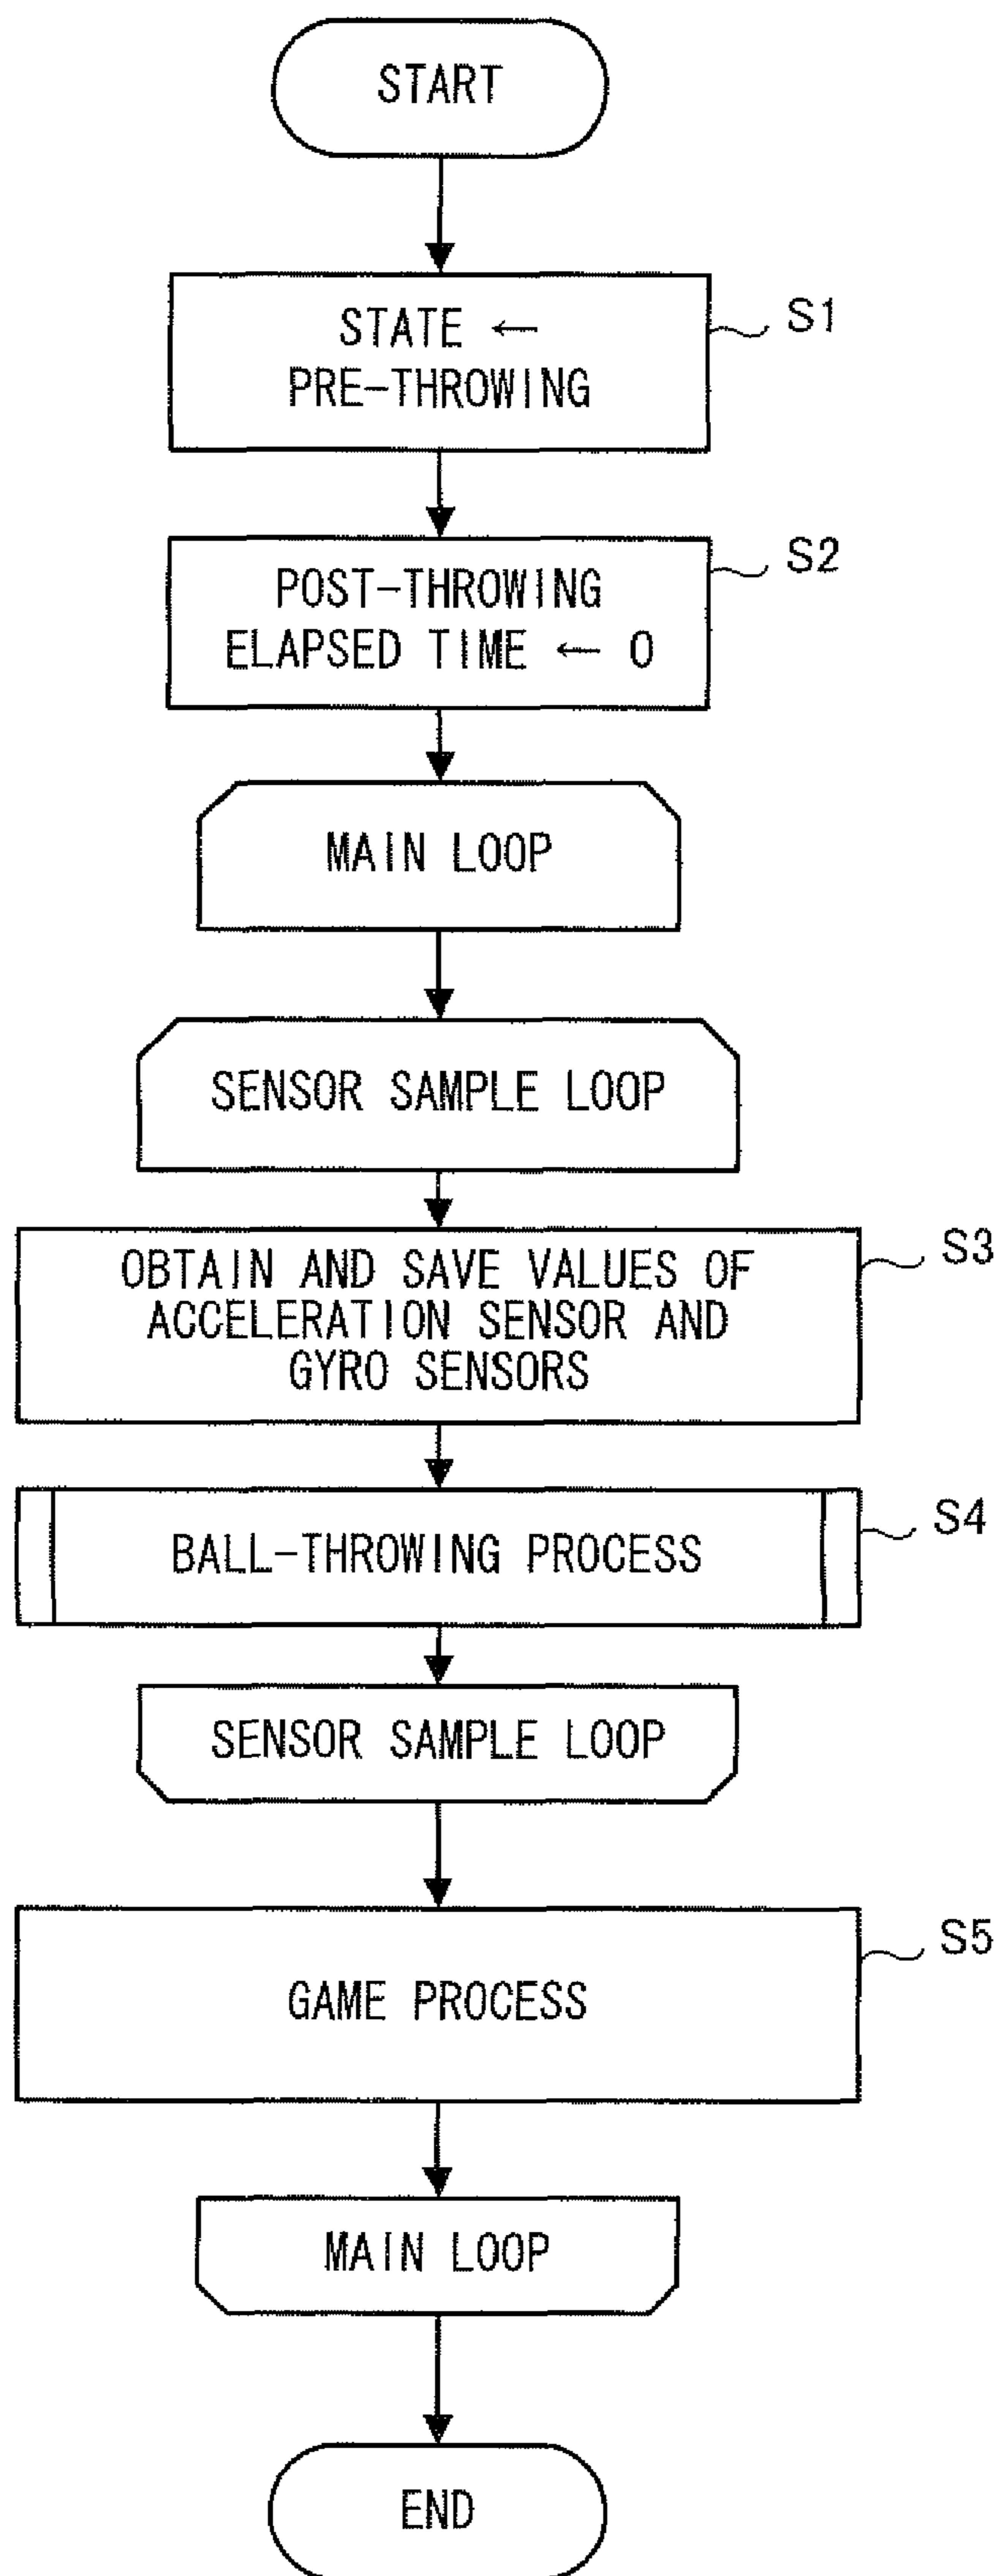 START
STATE ←
PRE-THROWING
S1
POST-THROWING
ELAPSED TIME ← 0
S2
MAIN LOOP
SENSOR SAMPLE LOOP
OBTAIN AND SAVE VALUES OF
ACCELERATION SENSOR AND
GYRO SENSORS
S3
BALL-THROWING PROCESS
S4
SENSOR SAMPLE LOOP
GAME PROCESS
S5
MAIN LOOP
END